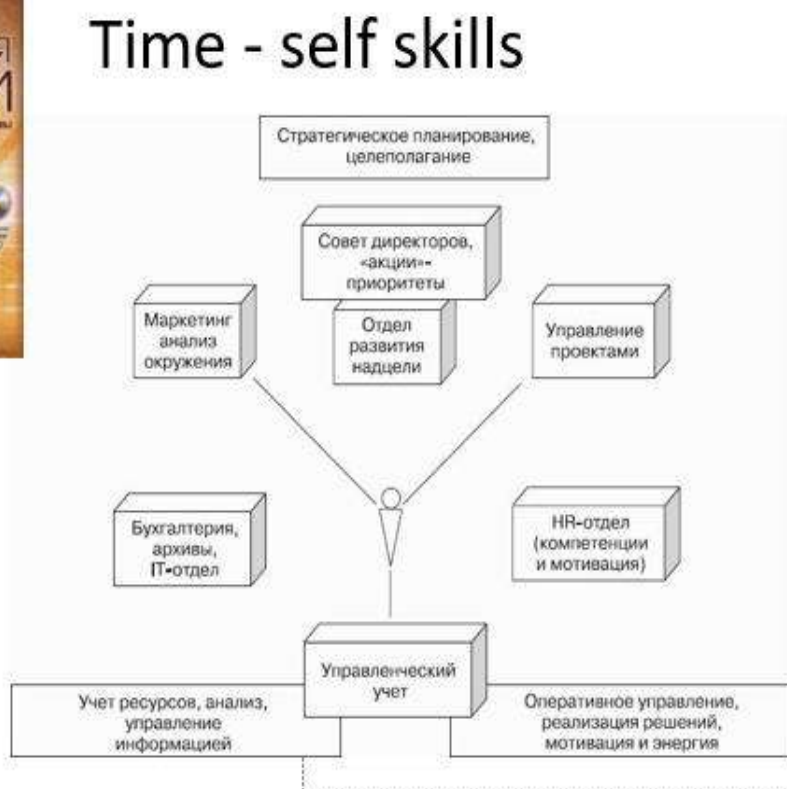 Time - self skills
Стратегическое планирование,
целеполагание
Совет директоров,
«акции»-
приоритеты
Маркетинг
анализ
окружения
Отдел
развития
надцели
Управление
проектами
Бухгалтерия,
архивы,
IT-отдел
HR-отдел
(компетенции
и мотивация)
Управленческий
учет
Учет ресурсов, анализ,
управление
информацией
Оперативное управление,
реализация решений,
мотивация и энергия